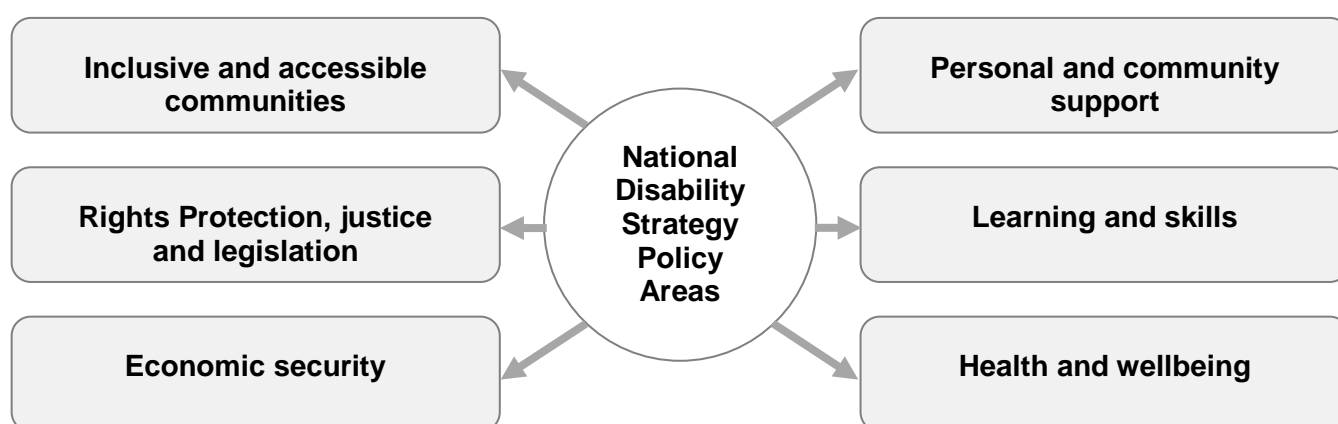 Inclusive and accessible
communities
Rights Protection, justice
and legislation
Economic security
National
Disability
Strategy
Policy
Areas
Personal and community
support
Learning and skills
Health and wellbeing